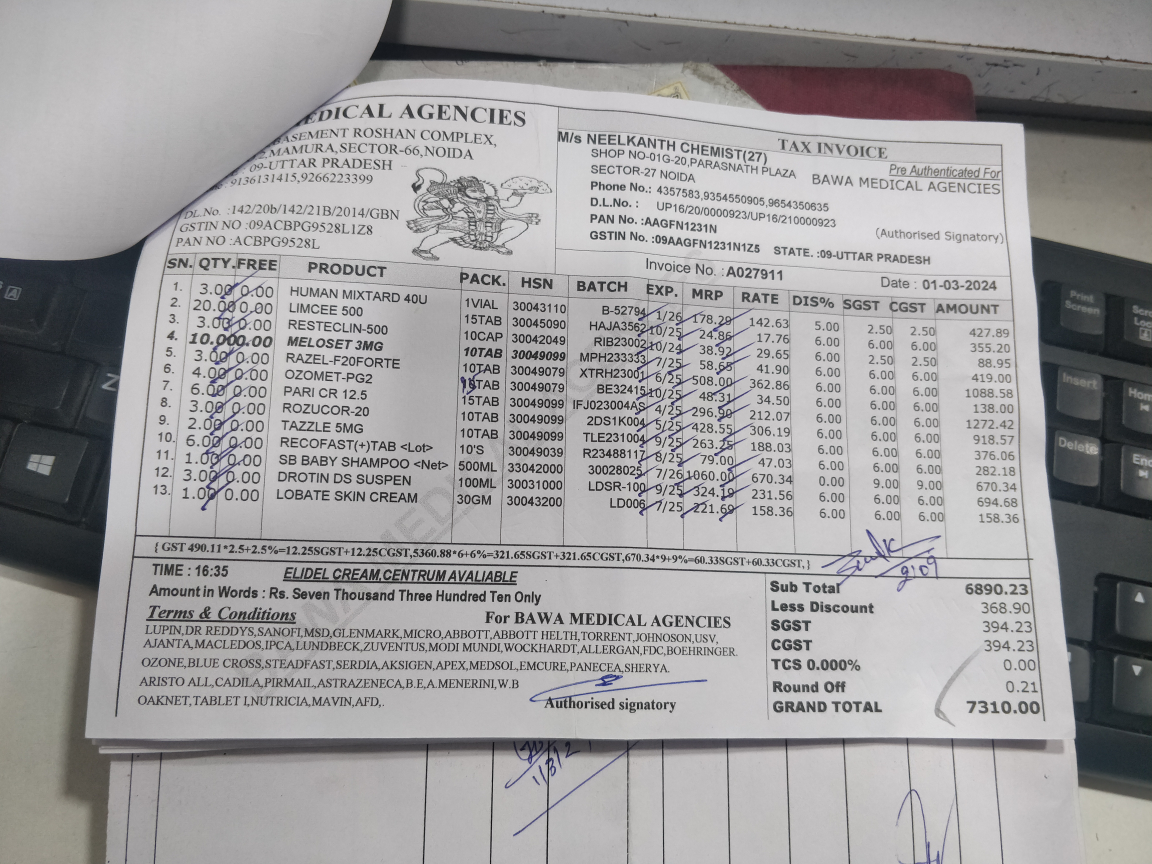 MEDICAL AGENCIES
BASEMENT ROSHAN COMPLEX,
MAMURA, SECTOR-66, NOIDA
09-UTTAR PRADESH
9136131415,9266223399
DL.No. :142/20b/142/21B/2014/GBN
GSTIN NO :09ACBPG9528L1Z8
PAN NO :ACBPG9528L
TAX INVOICE
M/s NEELKANTH CHEMIST(27)
SHOP NO-01G-20,PARASNATH PLAZA
SECTOR-27 NOIDA
Phone No.: 4357583,9354550905,9654350635
D.L.No. : UP16/20/0000923/UP16/210000923
PAN No.:AAGFN1231N
GSTIN No.:09AAGFN1231N1Z5 STATE. :09-UTTAR PRADESH
Pre Authenticated For
BAWA MEDICAL AGENCIES
(Authorised Signatory)
Invoice No. :A027911
Date : 01-03-2024
SN. QTY. FREE PRODUCT PACK. HSN BATCH EXP. MRP RATE DIS% SGST CGST AMOUNT
1. 3.00 0.00 HUMAN MIXTARD 40U 1VIAL 30043110 B-52794 1/26 178.29 142.63 5.00 2.50 2.50 427.89
2. 20.00 0.00 LIMCEE 500 15TAB 30045090 HAJA3562 10/25 24.86 17.76 6.00 6.00 6.00 355.20
3. 3.00 0.00 RESTECLIN-500 10CAP 30042049 RIB23002 10/24 38.92 29.65 6.00 2.50 2.50 88.95
4. 10.00 0.00 MELOSET 3MG 10TAB 30049099 MPH233333 7/25 58.65 41.90 6.00 6.00 6.00 419.00
5. 3.00 0.00 RAZEL-F20FORTE 10TAB 30049079 XTRH23001 6/25 508.00 362.86 6.00 6.00 6.00 1088.58
6. 4.00 0.00 OZOMET-PG2 TAB 30049079 BE32415 10/25 48.31 34.50 6.00 6.00 6.00 138.00
7. 6.00 0.00 PARI CR 12.5 15TAB 30049099 IFJ023004AS 4/25 296.90 212.07 6.00 6.00 6.00 1272.42
8. 3.00 0.00 ROZUCOR-20 10TAB 30049099 2DS1K004 5/25 428.55 306.19 6.00 6.00 6.00 918.57
9. 2.00 0.00 TAZZLE 5MG 10TAB 30049099 TLE231004 9/25 263.25 188.03 6.00 6.00 6.00 376.06
10. 6.00 0.00 RECOFAST(+)TAB <Lot> 10'S 30049039 R23488117 8/25 79.00 47.03 6.00 6.00 6.00 282.18
11. 1.00 0.00 SB BABY SHAMPOO <Net> 500ML 33042000 30028025 7/26 1060.00 670.34 0.00 9.00 9.00 670.34
12. 3.00 0.00 DROTIN DS SUSPEN 100ML 30031000 LDSR-100 9/25 324.19 231.56 6.00 6.00 6.00 694.68
13. 1.00 0.00 LOBATE SKIN CREAM 30GM 30043200 LD006 7/25 221.69 158.36 6.00 6.00 6.00 158.36
{ GST 490.11*2.5+2.5%=12.25SGST+12.25CGST,5360.88*6+6%=321.65SGST+321.65CGST,670.34*9+9%=60.33SGST+60.33CGST, }
TIME : 16:35 ELIDEL CREAM,CENTRUM AVALIABLE
Amount in Words : Rs. Seven Thousand Three Hundred Ten Only
Terms & Conditions For BAWA MEDICAL AGENCIES
LUPIN,DR REDDYS,SANOFI,MSD,GLENMARK,MICRO,ABBOTT,ABBOTT HELTH,TORRENT,JOHNSON,USV,
AJANTA,MACLEDOS,IPCA,LUNDBECK,ZUVENTUS,MODI MUNDI,WOCKHARDT,ALLERGAN,FDC,BOEHRINGER.
OZONE,BLUE CROSS,STEADFAST,SERDIA,AKSIGEN,APEX,MEDSOL,EMCURE,PANECEA,SHERYA.
ARISTO ALL,CADILA,PIRMAIL,ASTRAZENECA,B.E,A.MENERINI,W.B
OAKNET,TABLET I,NUTRICIA,MAVIN,AFD,.
Authorised signatory
Sub Total 6890.23
Less Discount 368.90
SGST 394.23
CGST 394.23
TCS 0.000% 0.00
Round Off 0.21
GRAND TOTAL 7310.00
Print Screen
Insert
Delete